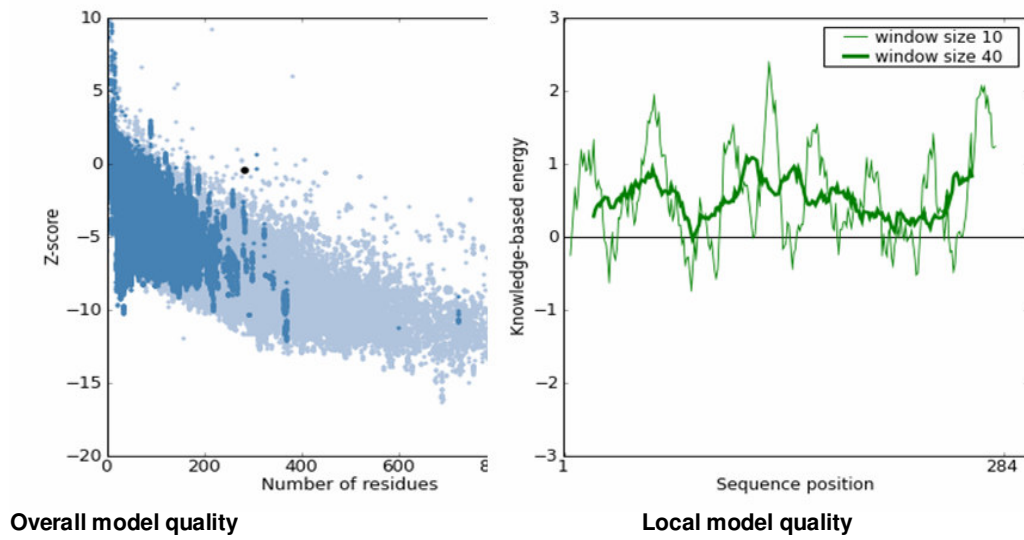 10
5
0
−5
−10
−15
−20
Z-score
0
200
400
600
8
Number of residues
3
2
1
0
−1
−2
−3
Knowledge-based energy
window size 10
window size 40
1
284
Sequence position
Overall model quality
Local model quality